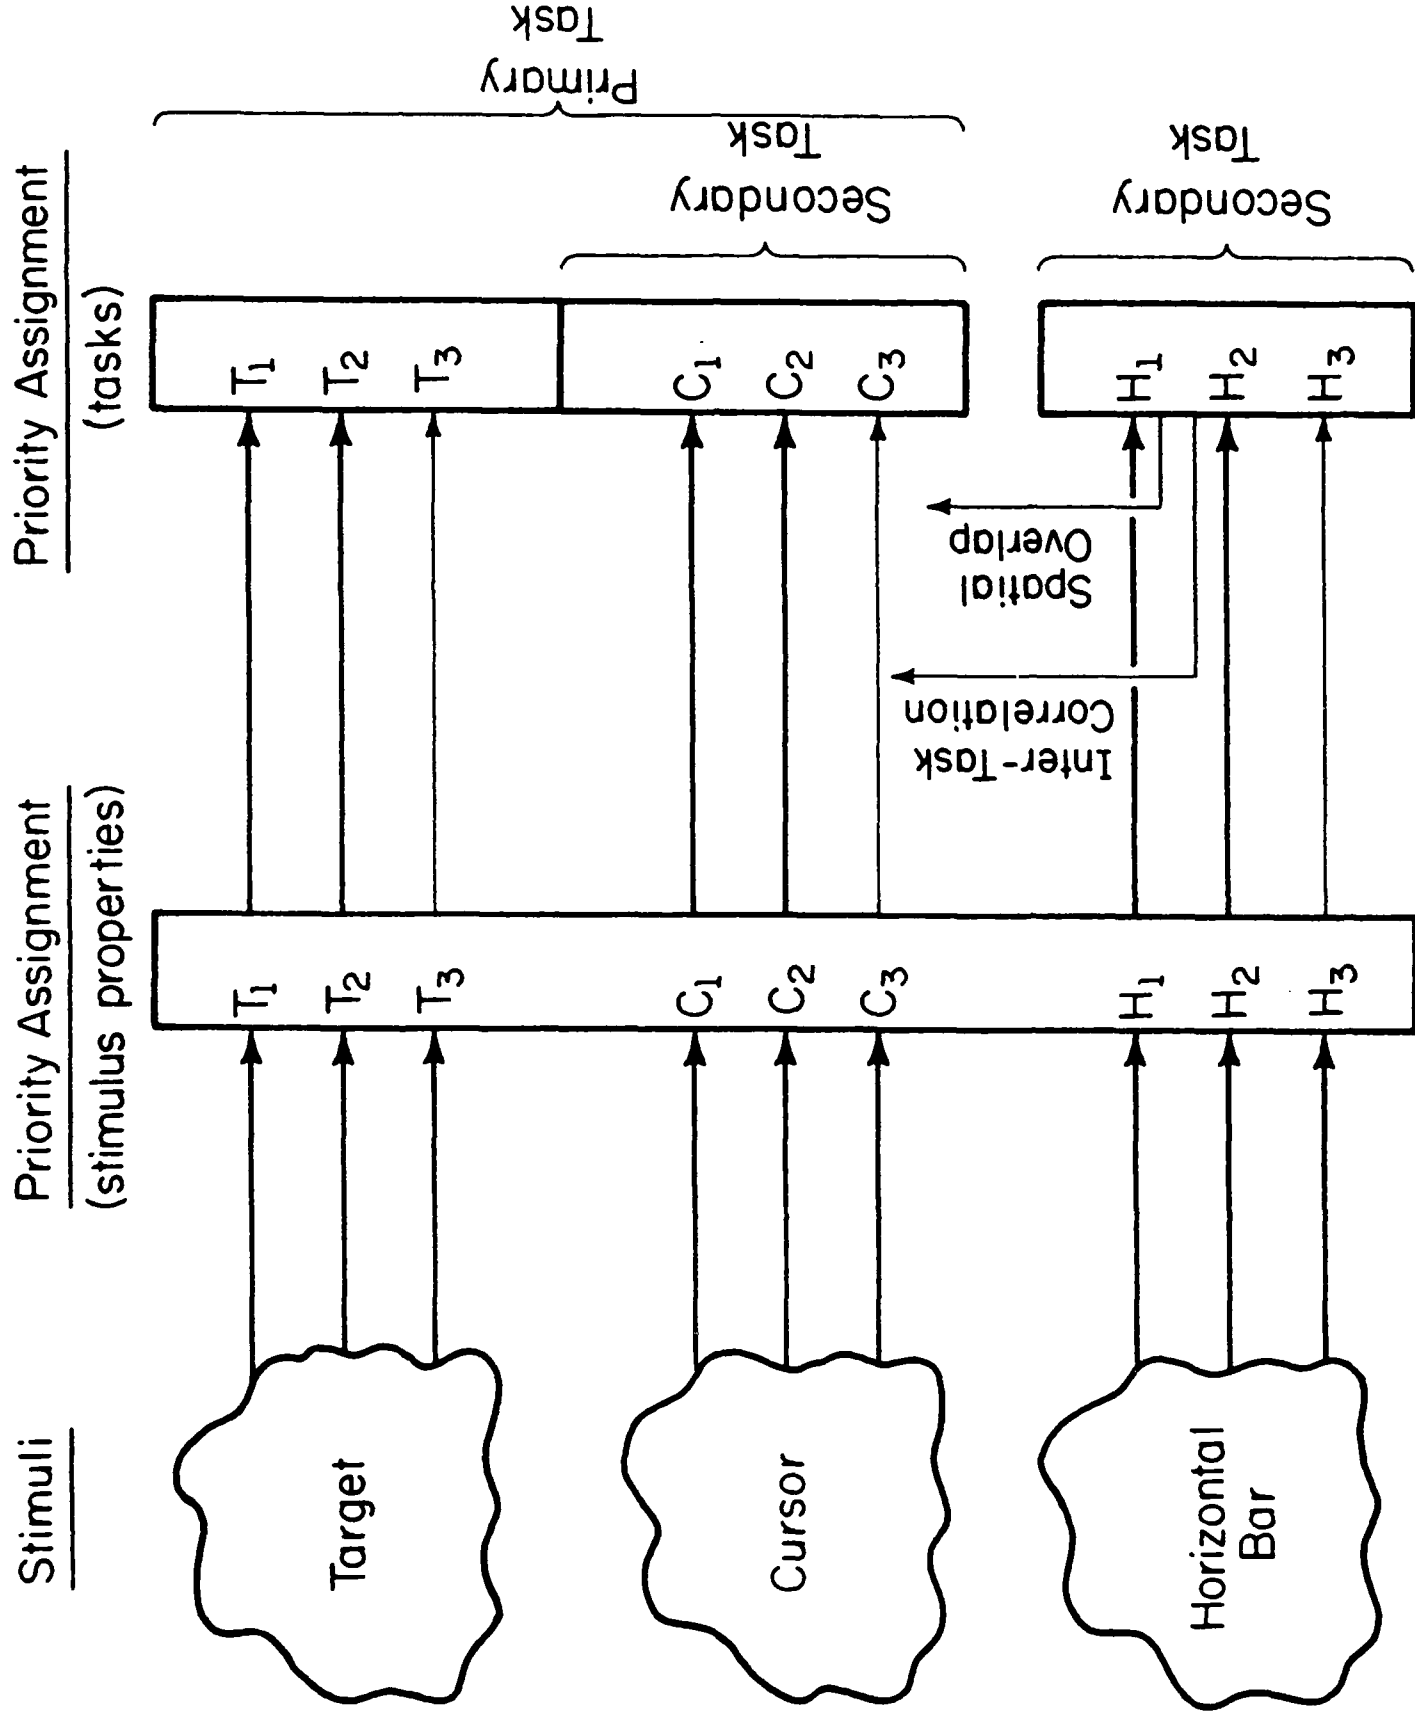 Stimuli
Priority Assignment
(stimulus properties)
Priority Assignment
(tasks)
Target
T1
T2
T3
T1
T2
T3
Primary
Task
Cursor
C1
C2
C3
C1
C2
C3
Secondary
Task
Horizontal
Bar
H1
H2
H3
Inter-Task
Correlation
Spatial
Overlap
H1
H2
H3
Secondary
Task